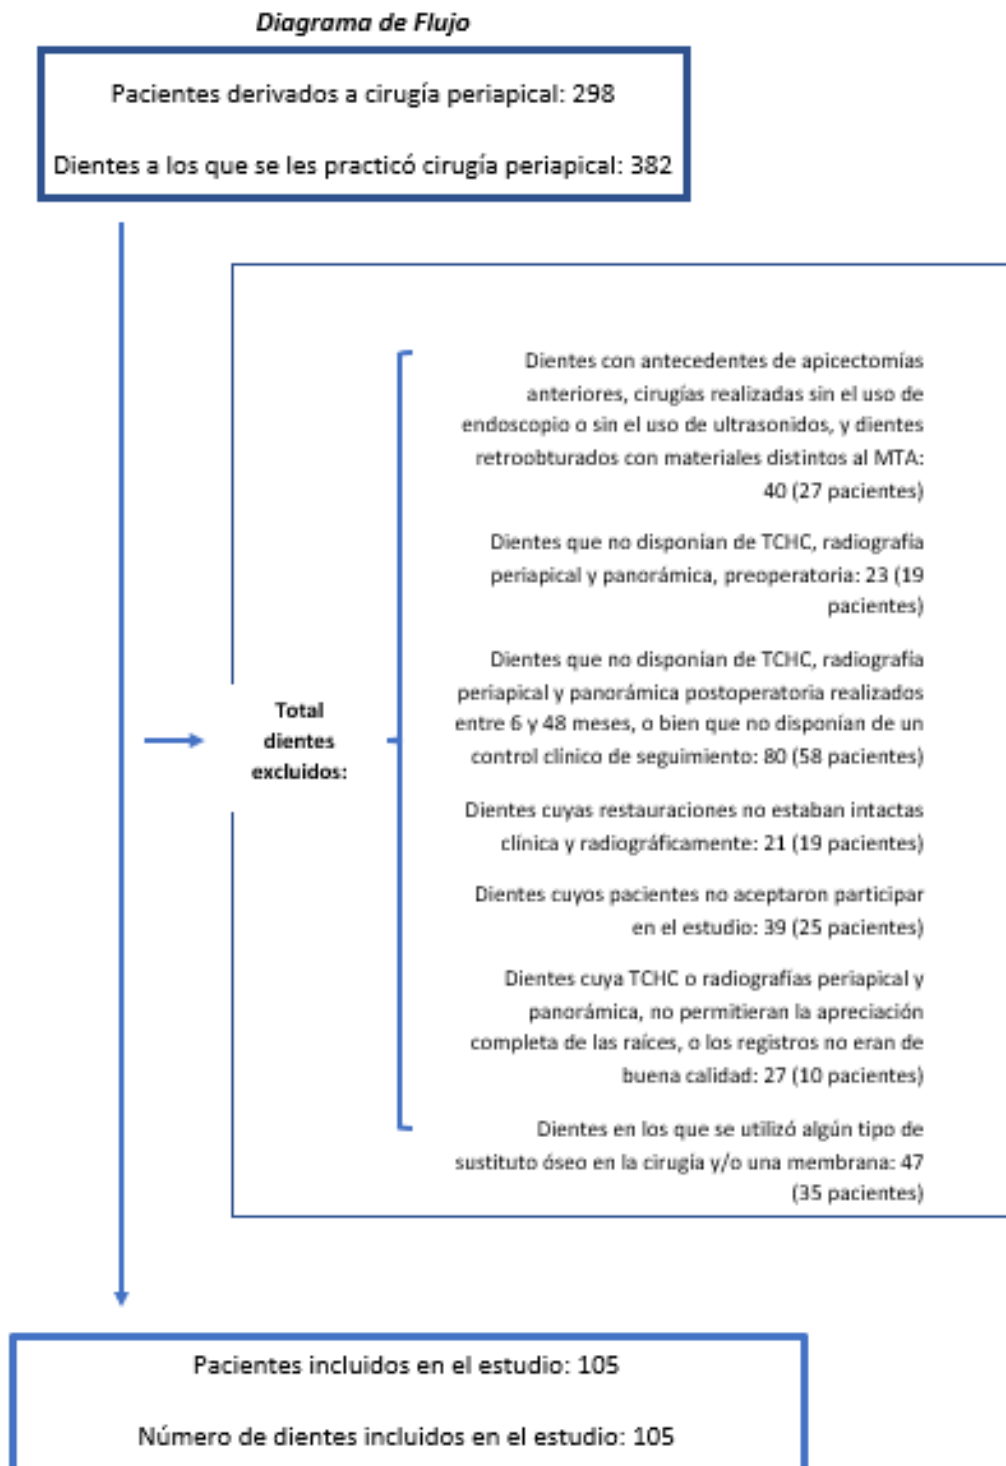 Diagrama de Flujo
Pacientes derivados a cirugía periapical: 298
Dientes a los que se les practicó cirugía periapical: 382
Dientes con antecedentes de apicectomías
anteriores, cirugías realizadas sin el uso de
endoscopio o sin el uso de ultrasonidos, y dientes
retroobturados con materiales distintos al MTA:
40 (27 pacientes)
Dientes que no disponían de TCHC, radiografía
periapical y panorámica, preoperatoria: 23 (19
pacientes)
Dientes que no disponían de TCHC, radiografía
periapical y panorámica postoperatoria realizados
entre 6 y 48 meses, o bien que no disponían de un
control clínico de seguimiento: 80 (58 pacientes)
Total
dientes
excluidos:
Dientes cuyas restauraciones no estaban intactas
clínica y radiográficamente: 21 (19 pacientes)
Dientes cuyos pacientes no aceptaron participar
en el estudio: 39 (25 pacientes)
Dientes cuya TCHC o radiografías periapical y
panorámica, no permitieran la apreciación
completa de las raíces, o los registros no eran de
buena calidad: 27 (10 pacientes)
Dientes en los que se utilizó algún tipo de
sustituto óseo en la cirugía y/o una membrana: 47
(35 pacientes)
Pacientes incluidos en el estudio: 105
Número de dientes incluidos en el estudio: 105